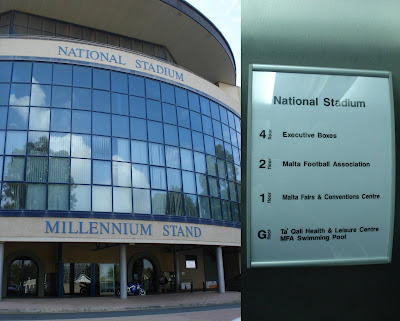 NATIONAL STADIUM
MILLENNIUM STAND
National Stadium
4 floor Executive Boxes
2 floor Malta Football Association
1 floor Malta Fairs & Conventions Centre
G floor Ta' Qali Health & Leisure Centre
MFA Swimming Pool